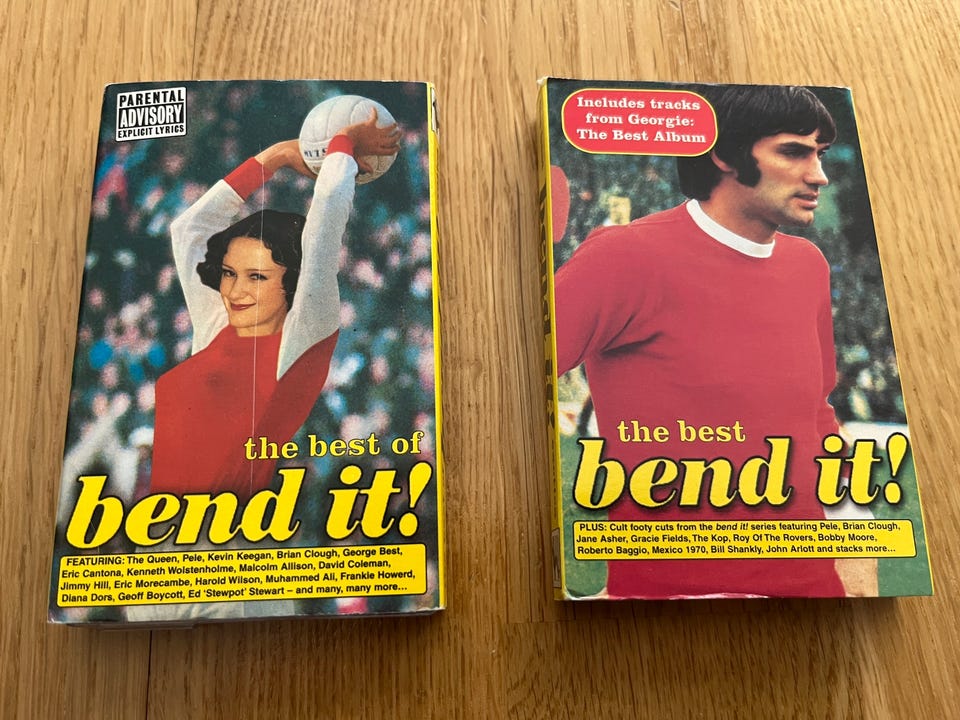 PARENTAL
ADVISORY
EXPLICIT LYRICS
the best of
bend it!
FEATURING: The Queen, Pele, Kevin Keegan, Brian Clough, George Best,
Eric Cantona, Kenneth Wolstenholme, Malcolm Allison, David Coleman,
Jimmy Hill, Eric Morecambe, Harold Wilson, Muhammed Ali, Frankie Howerd,
Diana Dors, Geoff Boycott, Ed 'Stewpot' Stewart – and many, many more...
Includes tracks
from Georgie:
The Best Album
the best
bend it!
PLUS: Cult footy cuts from the bend it! series featuring Pele, Brian Clough,
Jane Asher, Gracie Fields, The Kop, Roy Of The Rovers, Bobby Moore,
Roberto Baggio, Mexico 1970, Bill Shankly, John Arlott and stacks more...